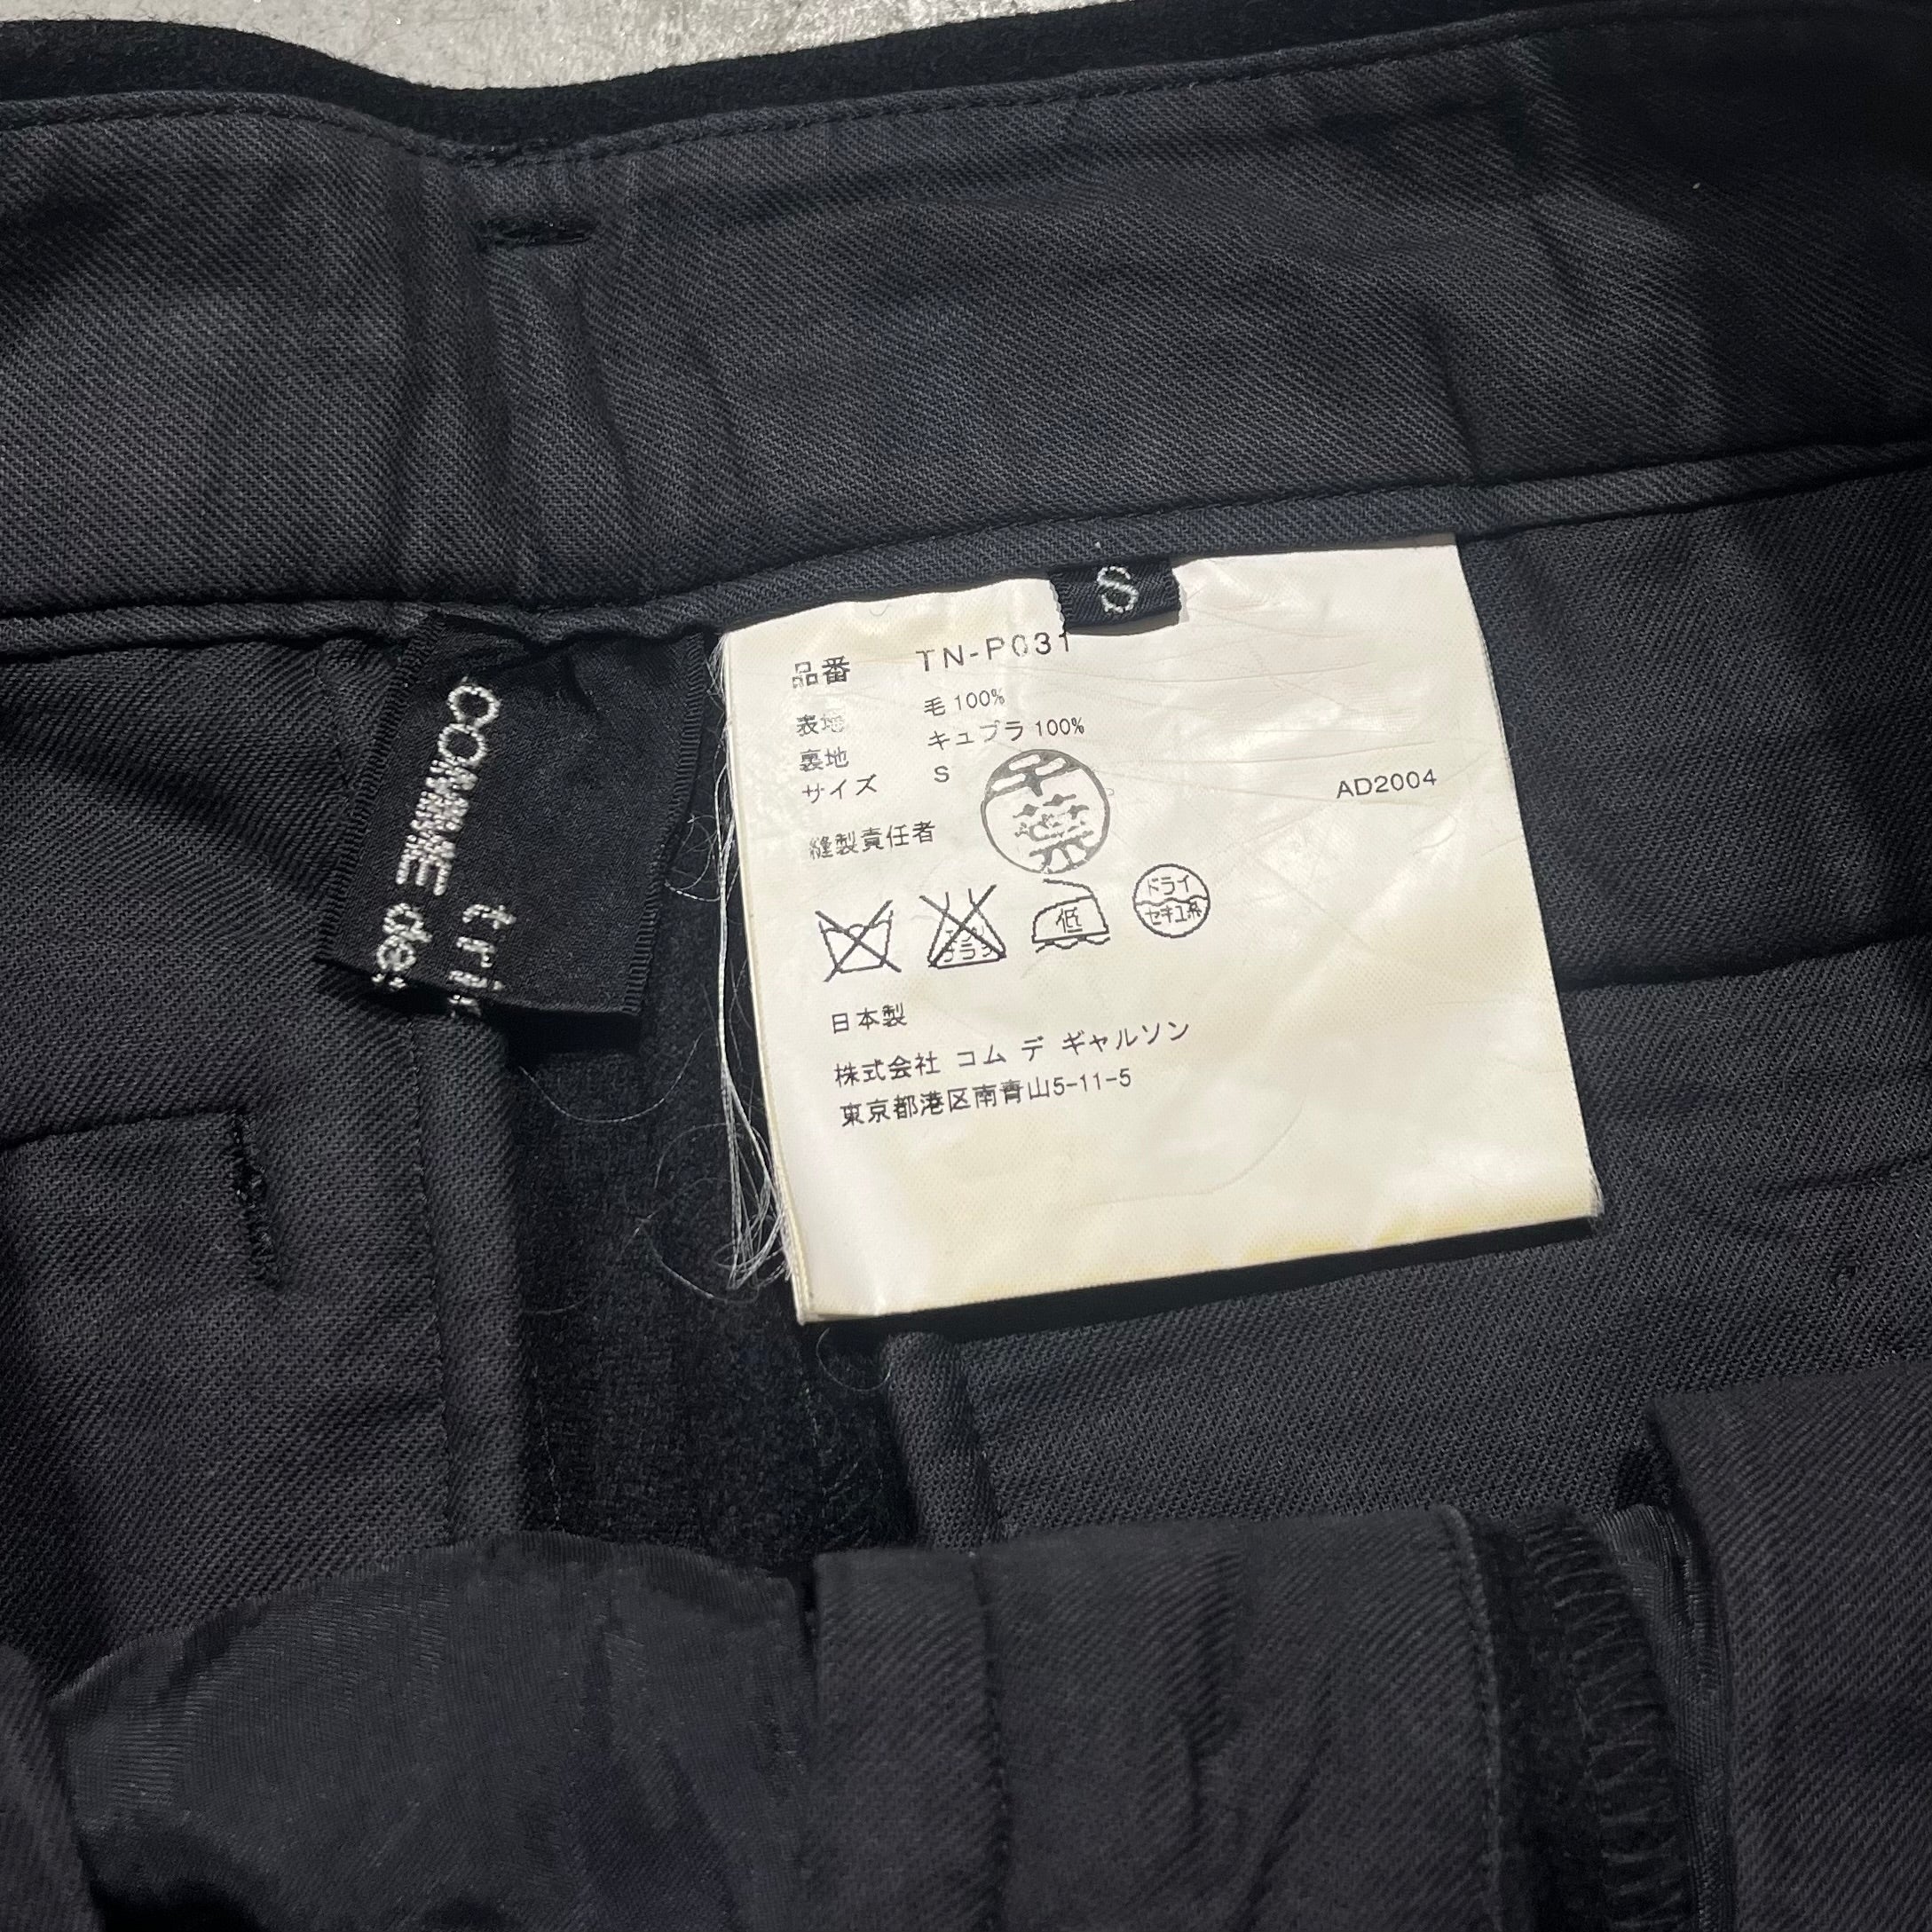 S
品番 TN-P031
表地 毛 100%
裏地 キュプラ 100%
サイズ S
AD2004
縫製責任者 千葉
低
ドライ
セキユ系
日本製
株式会社 コム デ ギャルソン
東京都港区南青山5-11-5
tri
COMME des